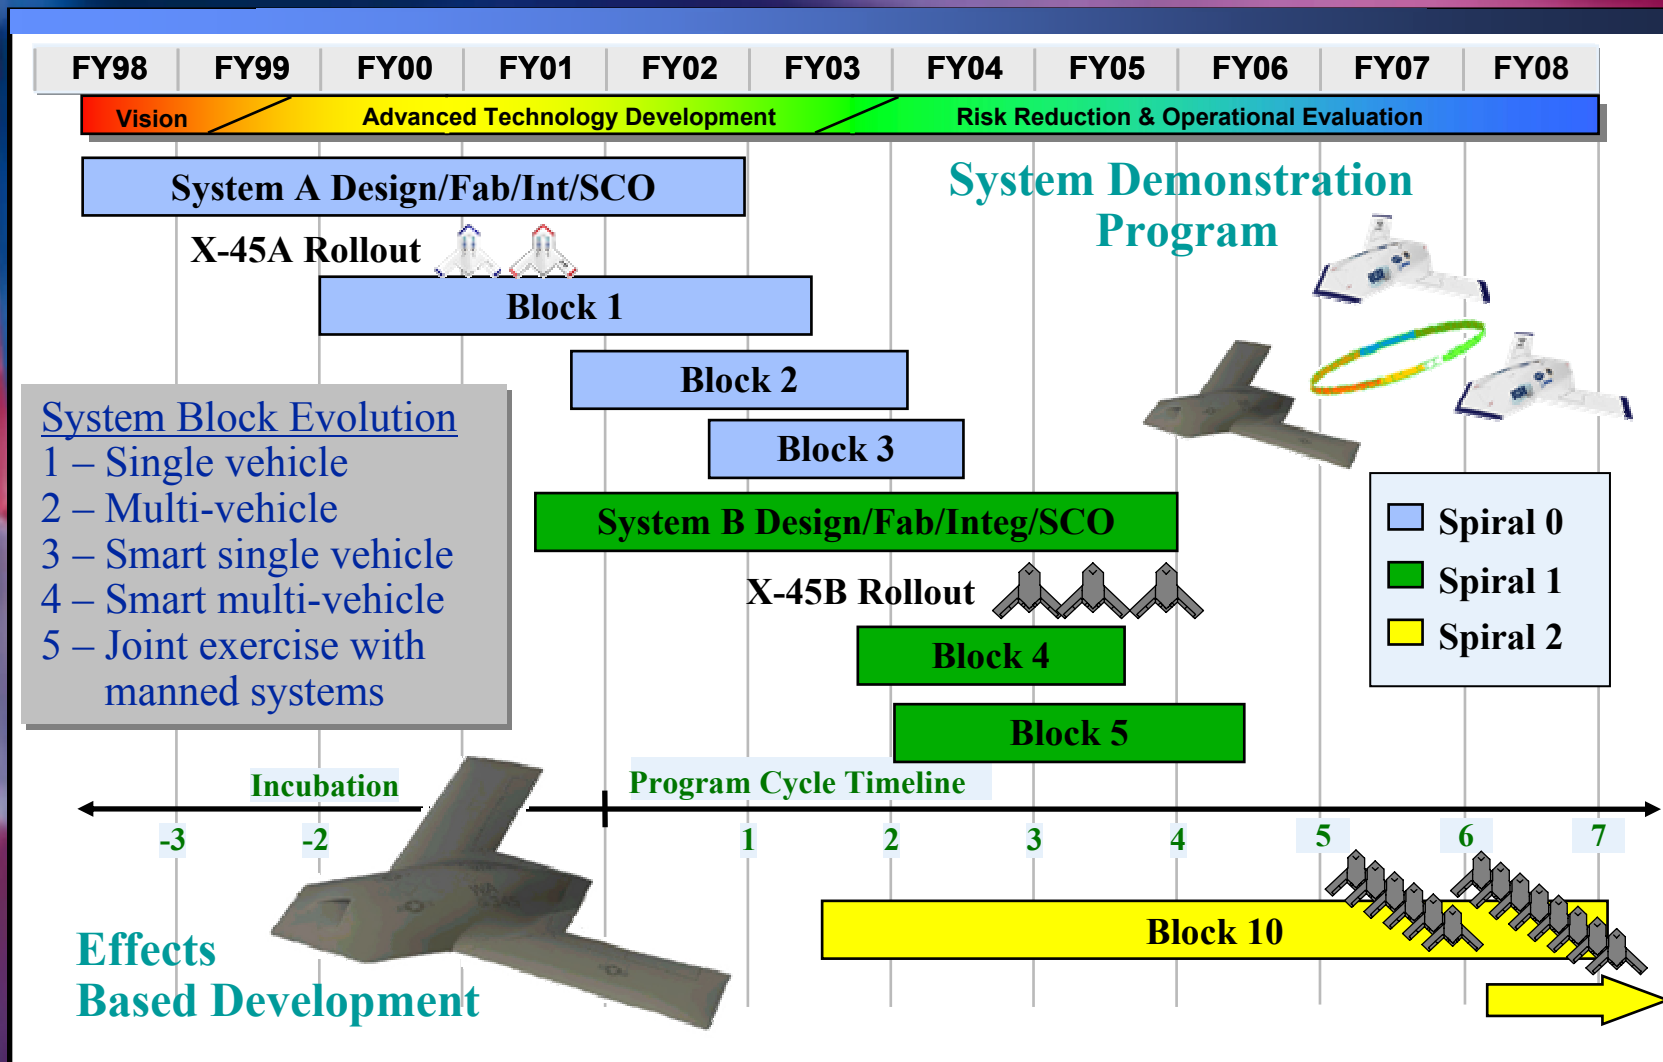 FY98 FY99 FY00 FY01 FY02 FY03 FY04 FY05 FY06 FY07 FY08
Vision Advanced Technology Development Risk Reduction & Operational Evaluation
System A Design/Fab/Int/SCO
System Demonstration
Program
X-45A Rollout
Block 1
Block 2
Block 3
System Block Evolution
1 – Single vehicle
2 – Multi-vehicle
3 – Smart single vehicle
4 – Smart multi-vehicle
5 – Joint exercise with
manned systems
System B Design/Fab/Integ/SCO
X-45B Rollout
Block 4
Block 5
Spiral 0
Spiral 1
Spiral 2
Incubation Program Cycle Timeline
-3 -2 1 2 3 4 5 6 7
Block 10
Effects
Based Development